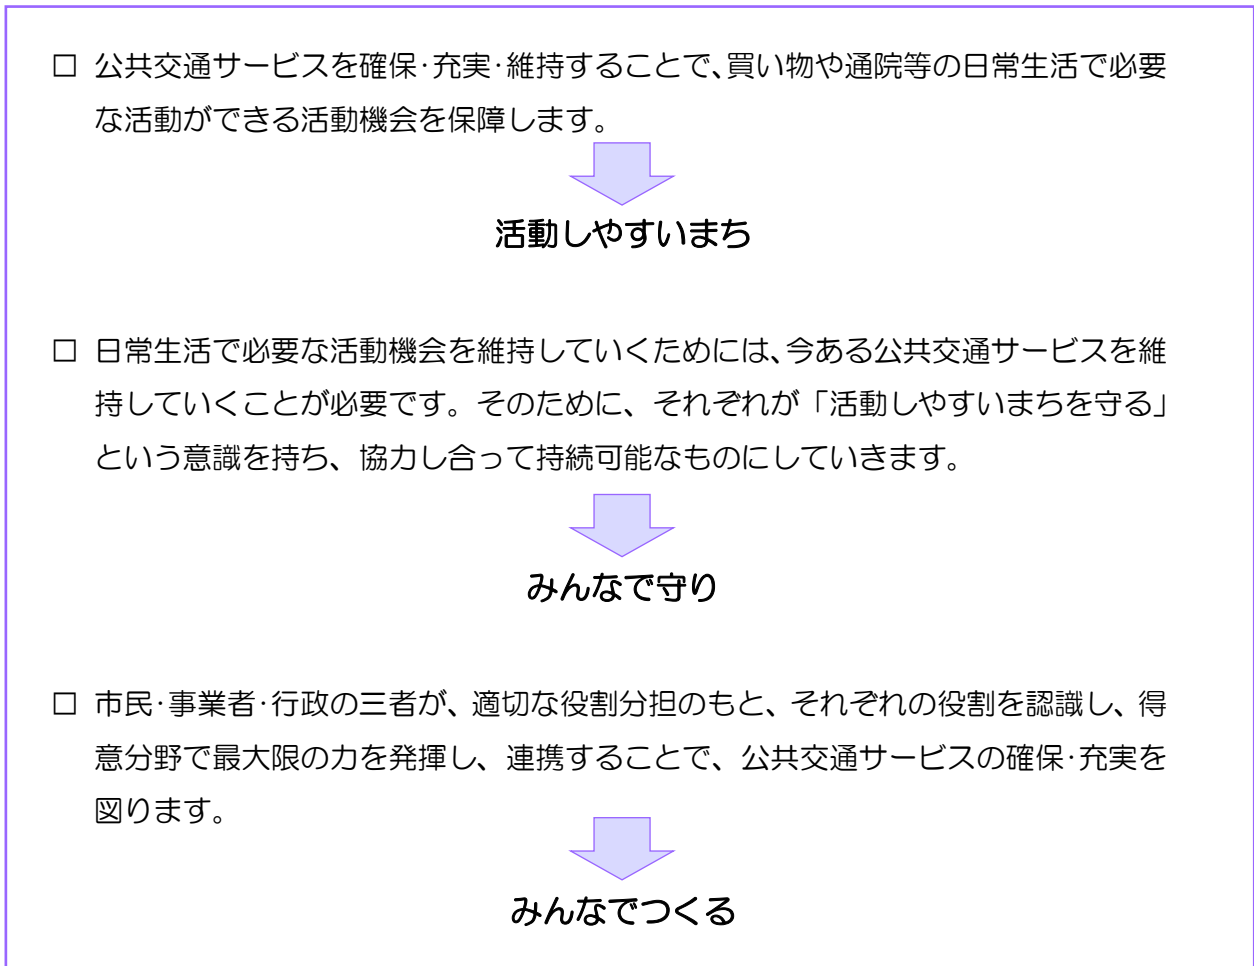 □ 公共交通サービスを確保･充実･維持することで、買い物や通院等の日常生活で必要
な活動ができる活動機会を保障します。
活動しやすいまち
□ 日常生活で必要な活動機会を維持していくためには、今ある公共交通サービスを維
持していくことが必要です。そのために、それぞれが「活動しやすいまちを守る」
という意識を持ち、協力し合って持続可能なものにしていきます。
みんなで守り
□ 市民･事業者･行政の三者が、適切な役割分担のもと、それぞれの役割を認識し、得
意分野で最大限の力を発揮し、連携することで、公共交通サービスの確保･充実を
図ります。
みんなでつくる